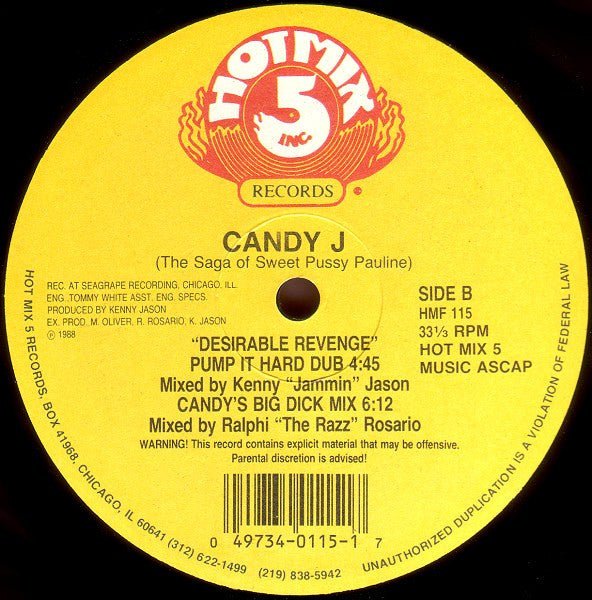 HOT MIX
5
INC.
RECORDS
CANDY J
(The Saga of Sweet Pussy Pauline)
REC. AT SEAGRAPE RECORDING, CHICAGO, ILL.
ENG .TOMMY WHITE ASST. ENG. SPECS.
PRODUCED BY KENNY JASON
EX. PROD. M. OLIVER, R. ROSARIO, K. JASON
℗ 1988
SIDE B
HMF 115
33⅓ RPM
HOT MIX 5
MUSIC ASCAP
"DESIRABLE REVENGE"
PUMP IT HARD DUB 4:45
Mixed by Kenny "Jammin" Jason
CANDY'S BIG DICK MIX 6:12
Mixed by Ralphi "The Razz" Rosario
WARNING! This record contains explicit material that may be offensive.
Parental discretion is advised!
0 49734-0115-1 7
HOT MIX 5 RECORDS, BOX 41968, CHICAGO, IL 60641 (312) 622-1499 (219) 838-5942
UNAUTHORIZED DUPLICATION IS A VIOLATION OF FEDERAL LAW